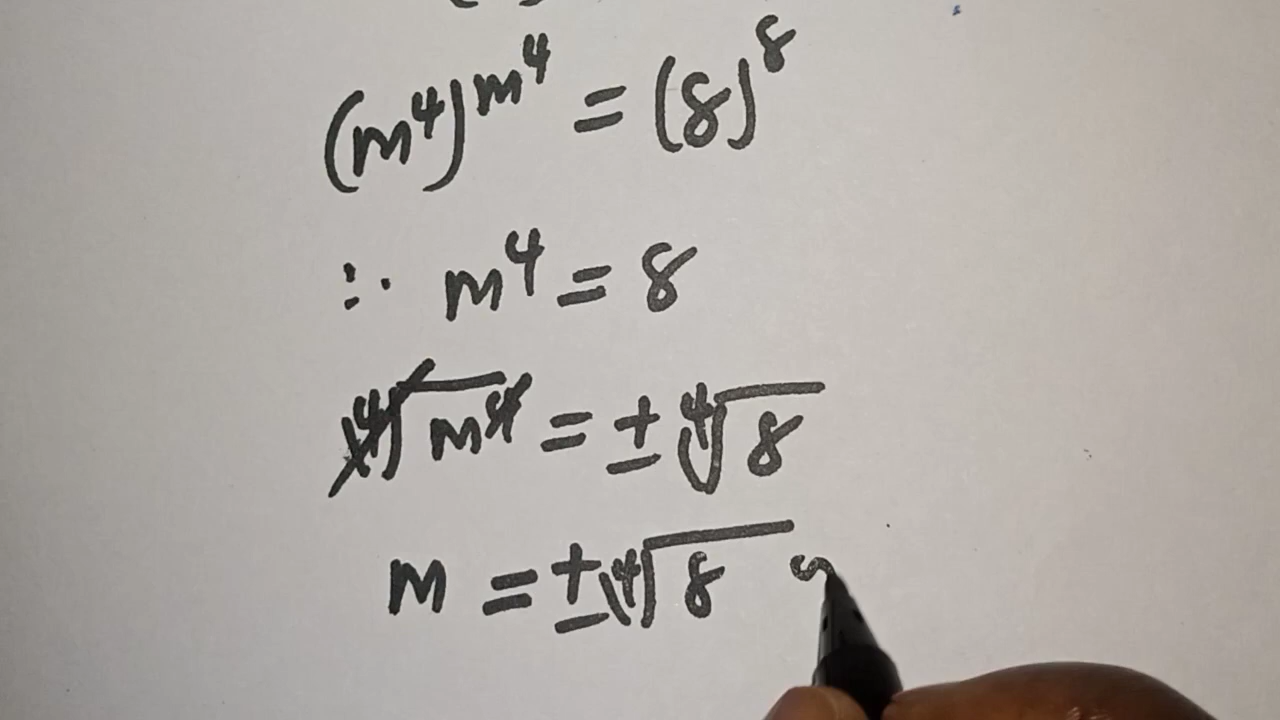 (m⁴)^m⁴ = (8)⁸
∴ m⁴ = 8
⁴√m⁴ = ± ⁴√8
m = ± ⁴√8